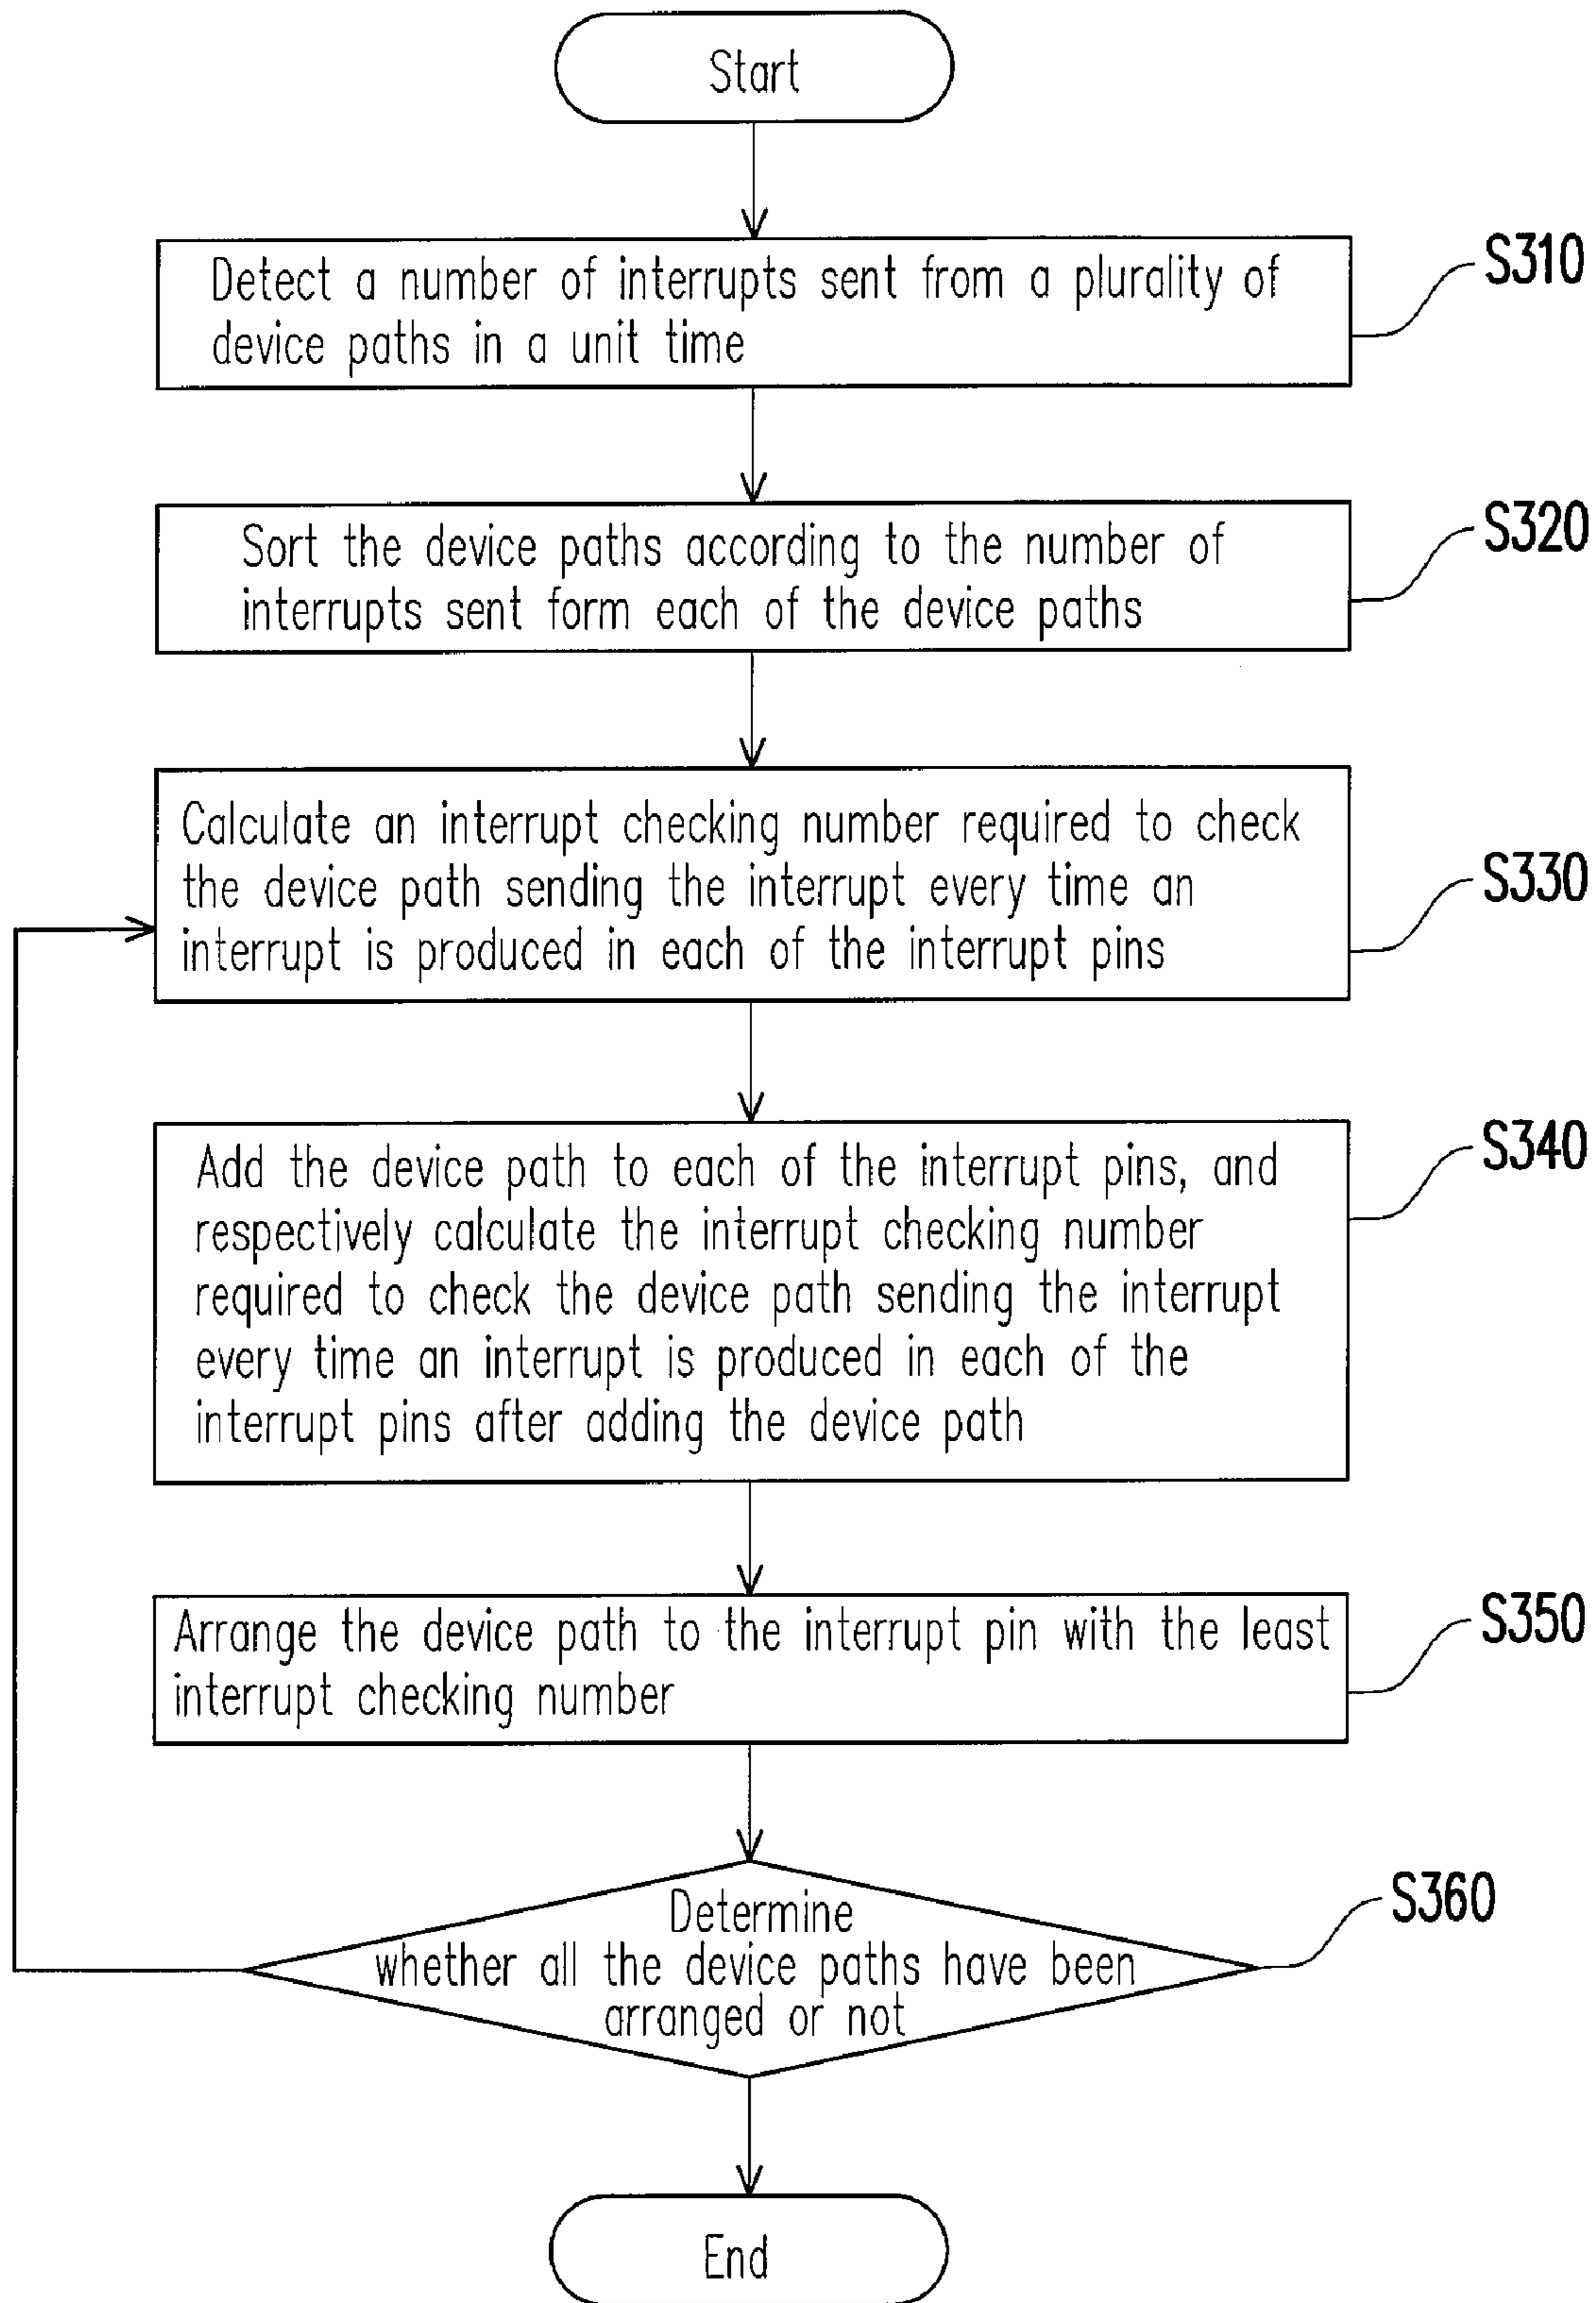 Start
Detect a number of interrupts sent from a plurality of
device paths in a unit time
S310
Sort the device paths according to the number of
interrupts sent form each of the device paths
S320
Calculate an interrupt checking number required to check
the device path sending the interrupt every time an
interrupt is produced in each of the interrupt pins
S330
Add the device path to each of the interrupt pins, and
respectively calculate the interrupt checking number
required to check the device path sending the interrupt
every time an interrupt is produced in each of the
interrupt pins after adding the device path
S340
Arrange the device path to the interrupt pin with the least
interrupt checking number
S350
Determine
whether all the device paths have been
arranged or not
S360
End